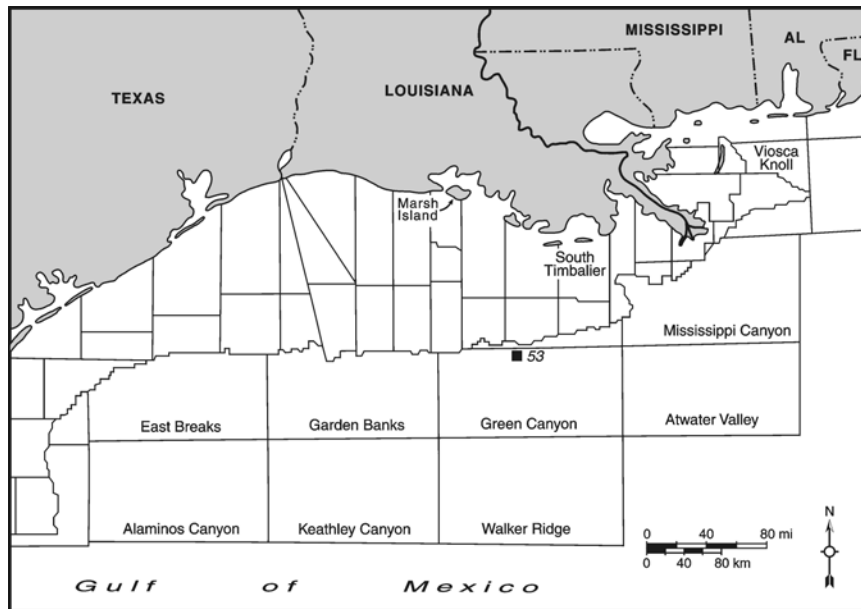 MISSISSIPPI
AL
FL
LOUISIANA
TEXAS
Viosca
Knoll
Marsh
Island
South
Timbalier
Mississippi Canyon
53
East Breaks
Garden Banks
Green Canyon
Atwater Valley
Alaminos Canyon
Keathley Canyon
Walker Ridge
N
0 40 80 mi
0 40 80 km
Gulf of Mexico